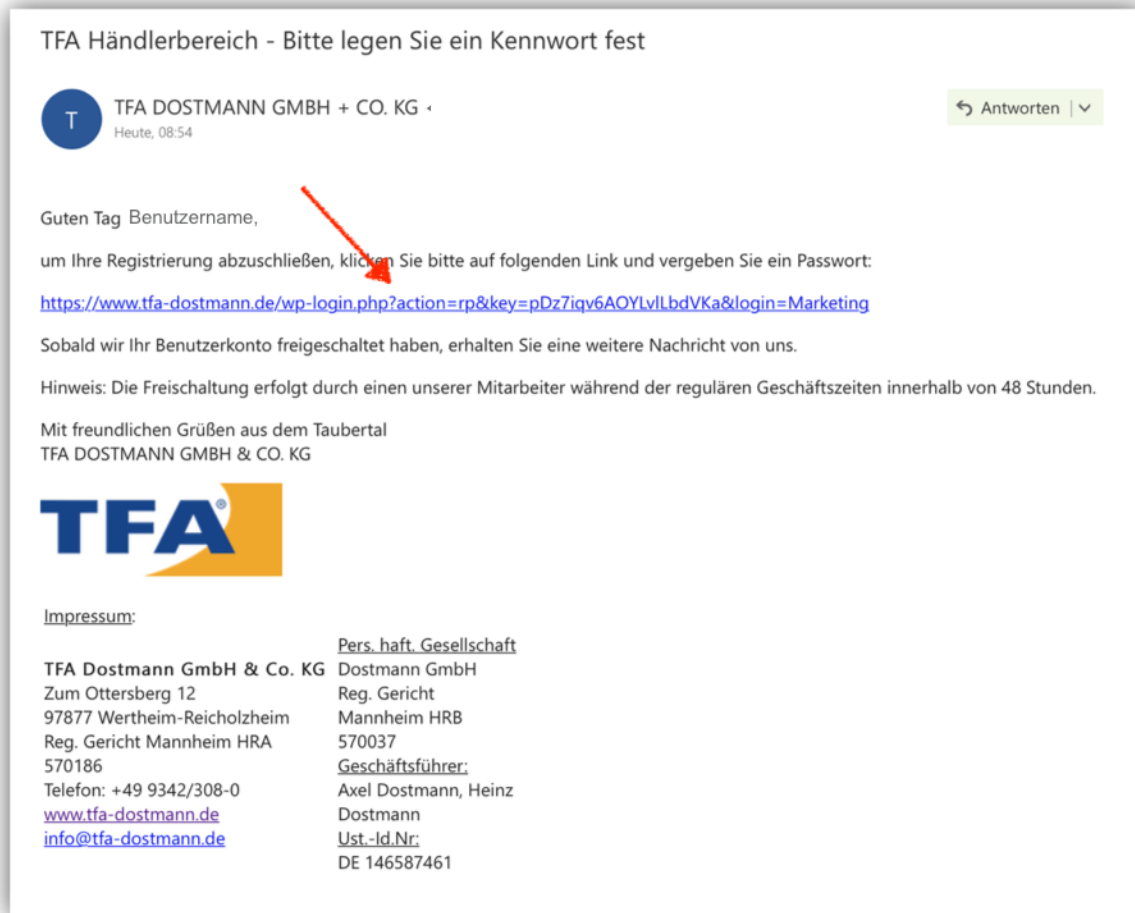 TFA Händlerbereich - Bitte legen Sie ein Kennwort fest
T
TFA DOSTMANN GMBH + CO. KG
Heute, 08:54
Antworten
Guten Tag Benutzername,
um Ihre Registrierung abzuschließen, klicken Sie bitte auf folgenden Link und vergeben Sie ein Passwort:
https://www.tfa-dostmann.de/wp-login.php?action=rp&key=pDz7iqv6AOYLvlLbdVKa&login=Marketing
Sobald wir Ihr Benutzerkonto freigeschaltet haben, erhalten Sie eine weitere Nachricht von uns.
Hinweis: Die Freischaltung erfolgt durch einen unserer Mitarbeiter während der regulären Geschäftszeiten innerhalb von 48 Stunden.
Mit freundlichen Grüßen aus dem Taubertal
TFA DOSTMANN GMBH & CO. KG
TFA®
Impressum:
TFA Dostmann GmbH & Co. KG
Zum Ottersberg 12
97877 Wertheim-Reicholzheim
Reg. Gericht Mannheim HRA
570186
Telefon: +49 9342/308-0
www.tfa-dostmann.de
info@tfa-dostmann.de
Pers. haft. Gesellschaft
Dostmann GmbH
Reg. Gericht
Mannheim HRB
570037
Geschäftsführer:
Axel Dostmann, Heinz
Dostmann
Ust.-Id.Nr:
DE 146587461